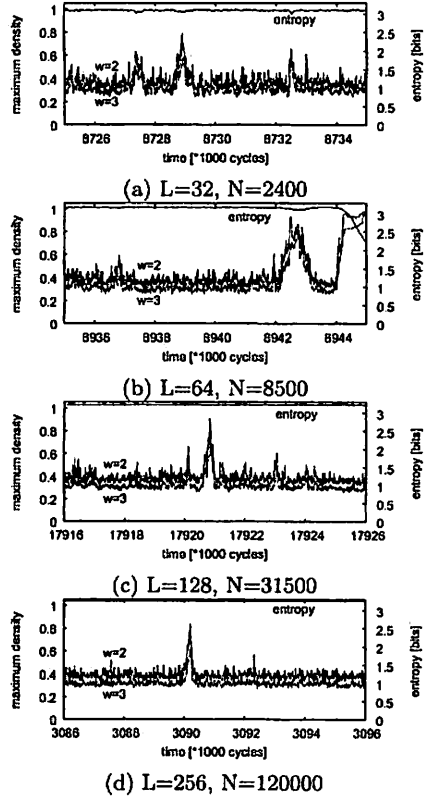 entropy
1
0.8
0.6
0.4
0.2
0
maximum density
w=2
w=3
3
2.5
2
1.5
1
0.5
0
entropy [bits]
8726 8728 8730 8732 8734
time [*1000 cycles]
(a) L=32, N=2400
entropy
1
0.8
0.6
0.4
0.2
0
maximum density
w=2
w=3
3
2.5
2
1.5
1
0.5
0
entropy [bits]
8936 8938 8940 8942 8944
time [*1000 cycles]
(b) L=64, N=8500
entropy
1
0.8
0.6
0.4
0.2
0
maximum density
w=2
w=3
3
2.5
2
1.5
1
0.5
0
entropy [bits]
17916 17918 17920 17922 17924 17926
time [*1000 cycles]
(c) L=128, N=31500
entropy
1
0.8
0.6
0.4
0.2
0
maximum density
w=2
w=3
3
2.5
2
1.5
1
0.5
0
entropy [bits]
3086 3088 3090 3092 3094 3096
time [*1000 cycles]
(d) L=256, N=120000